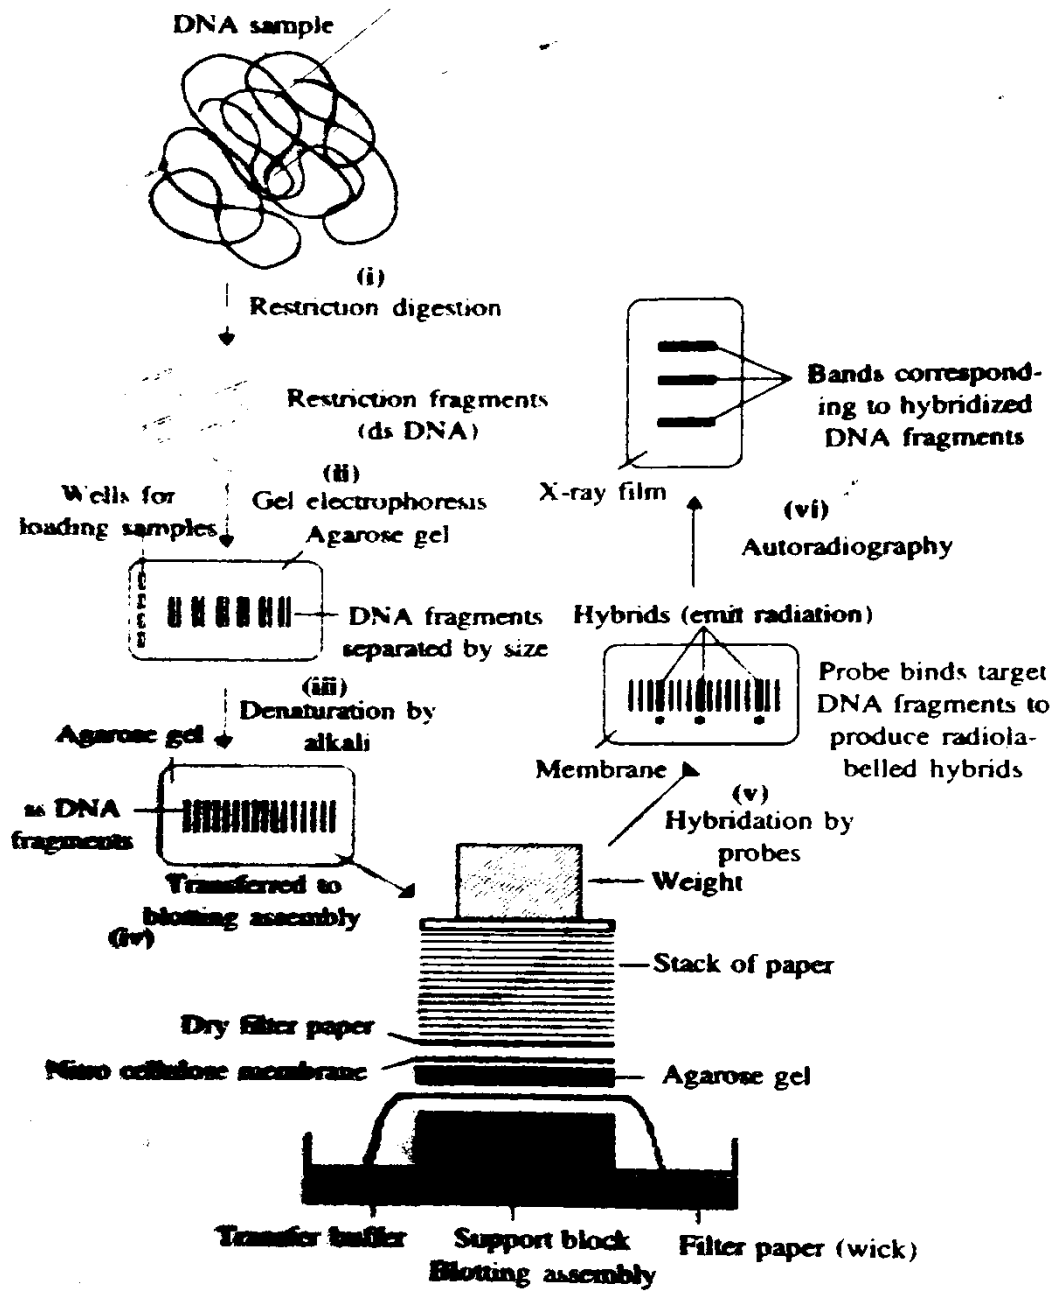 DNA sample
(i)
Restriction digestion
Restriction fragments
(ds DNA)
(ii)
Gel electrophoresis
Wells for
loading samples
Agarose gel
DNA fragments
separated by size
(iii)
Denaturation by
alkali
Agarose gel
ss DNA
fragments
Transferred to
blotting assembly
(iv)
Weight
Stack of paper
Dry filter paper
Nitro cellulose membrane
Agarose gel
Transfer buffer
Support block
Filter paper (wick)
Blotting assembly
(v)
Hybridation by
probes
Membrane
Probe binds target
DNA fragments to
produce radiola-
belled hybrids
Hybrids (emit radiation)
(vi)
Autoradiography
X-ray film
Bands correspond-
ing to hybridized
DNA fragments